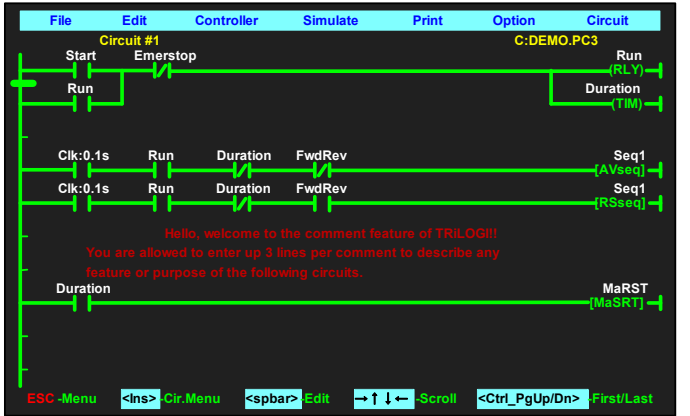 File Edit Controller Simulate Print Option Circuit
Circuit #1 C:DEMO.PC3
Start Emerstop Run
(RLY)
Run Duration
(TIM)
Clk:0.1s Run Duration FwdRev Seq1
[AVseq]
Clk:0.1s Run Duration FwdRev Seq1
[RSseq]
Hello, welcome to the comment feature of TRiLOGI!!
You are allowed to enter up 3 lines per comment to describe any
feature or purpose of the following circuits.
Duration MaRST
[MaSRT]
ESC -Menu <Ins> -Cir.Menu <spbar> -Edit →↑↓← -Scroll <Ctrl_PgUp/Dn> -First/Last